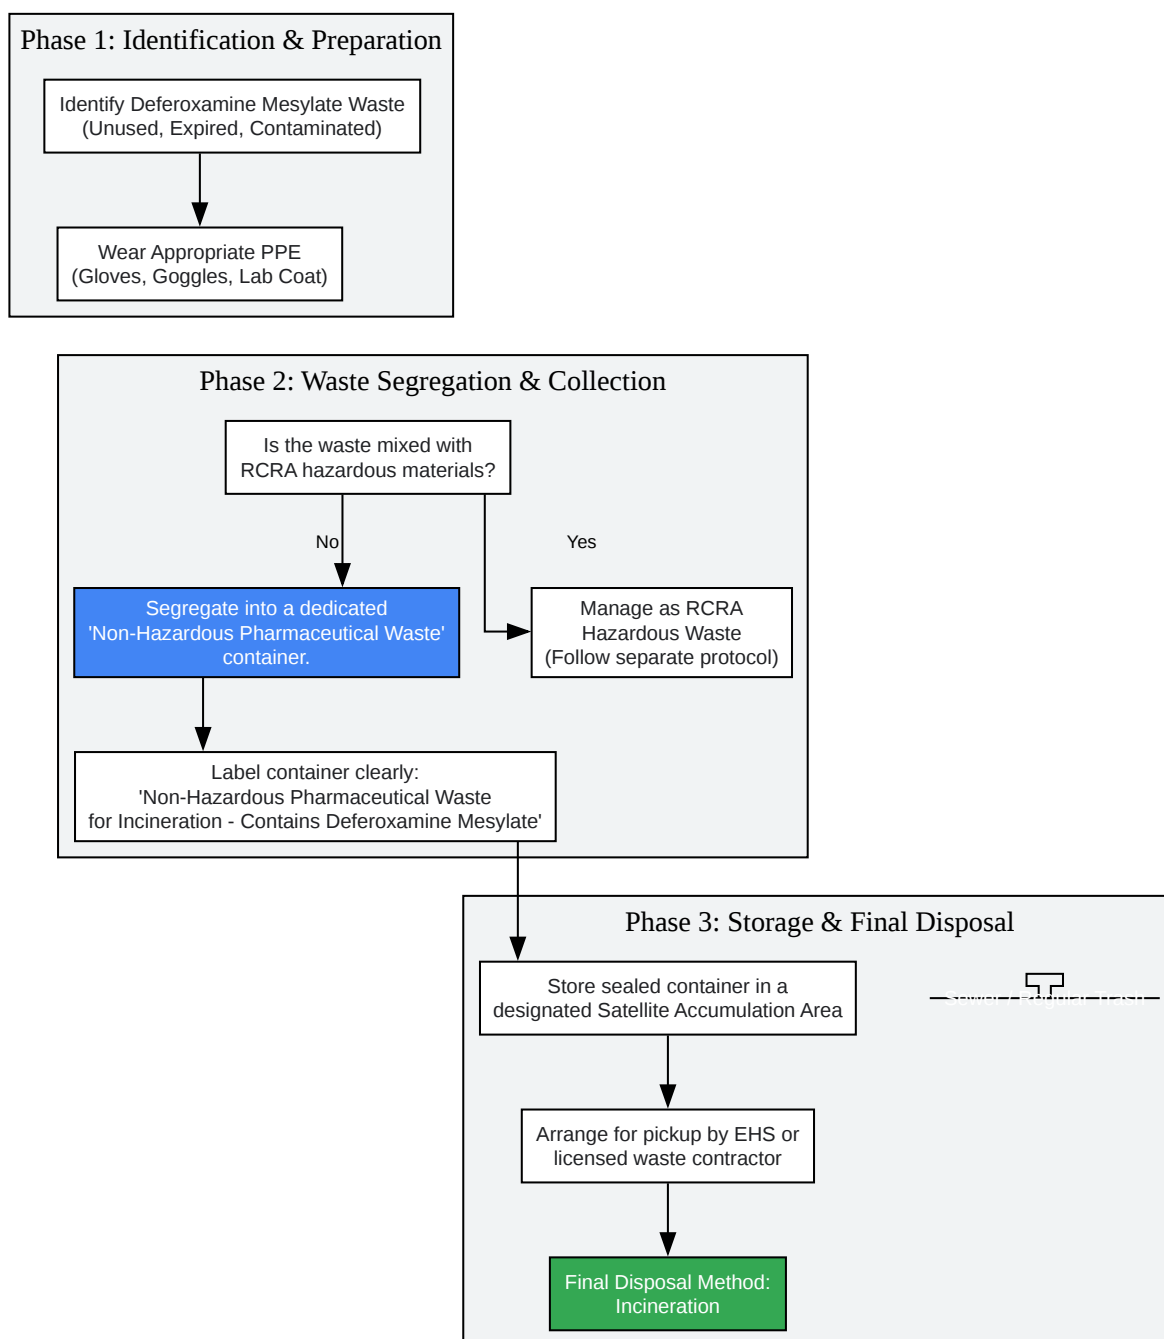 Phase 1: Identification & Preparation
Identify Deferoxamine Mesylate Waste
(Unused, Expired, Contaminated)
Wear Appropriate PPE
(Gloves, Goggles, Lab Coat)
Phase 2: Waste Segregation & Collection
Is the waste mixed with
RCRA hazardous materials?
No
Yes
Segregate into a dedicated
'Non-Hazardous Pharmaceutical Waste'
container.
Manage as RCRA
Hazardous Waste
(Follow separate protocol)
Label container clearly:
'Non-Hazardous Pharmaceutical Waste
for Incineration - Contains Deferoxamine Mesylate'
Phase 3: Storage & Final Disposal
Store sealed container in a
designated Satellite Accumulation Area
Sewer / Regular Trash
Arrange for pickup by EHS or
licensed waste contractor
Final Disposal Method:
Incineration